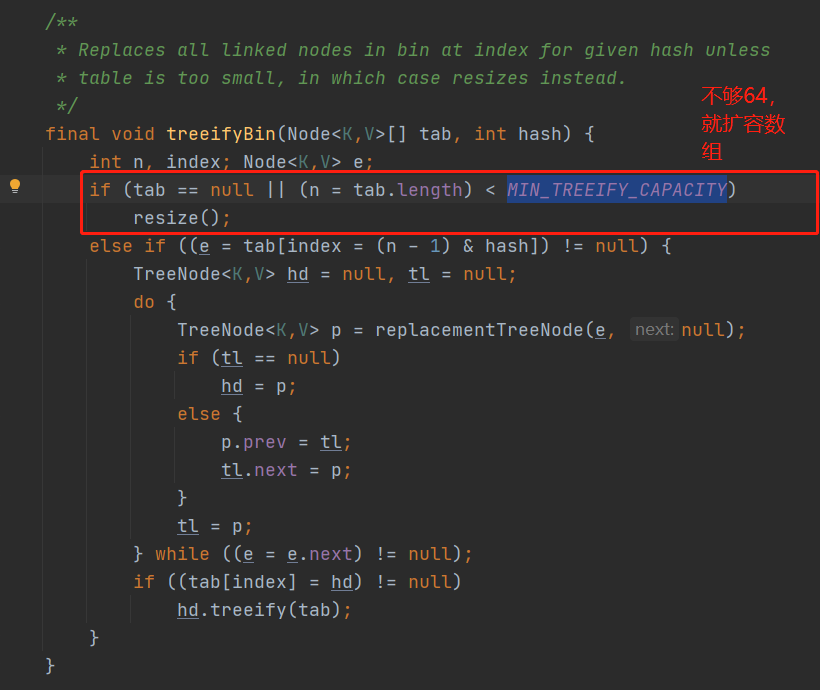 /**
 * Replaces all linked nodes in bin at index for given hash unless
 * table is too small, in which case resizes instead.
 */
不够64，
就扩容数
组
final void treeifyBin(Node<K,V>[] tab, int hash) {
    int n, index; Node<K,V> e;
    if (tab == null || (n = tab.length) < MIN_TREEIFY_CAPACITY)
        resize();
    else if ((e = tab[index = (n - 1) & hash]) != null) {
        TreeNode<K,V> hd = null, tl = null;
        do {
            TreeNode<K,V> p = replacementTreeNode(e, next: null);
            if (tl == null)
                hd = p;
            else {
                p.prev = tl;
                tl.next = p;
            }
            tl = p;
        } while ((e = e.next) != null);
        if ((tab[index] = hd) != null)
            hd.treeify(tab);
    }
}